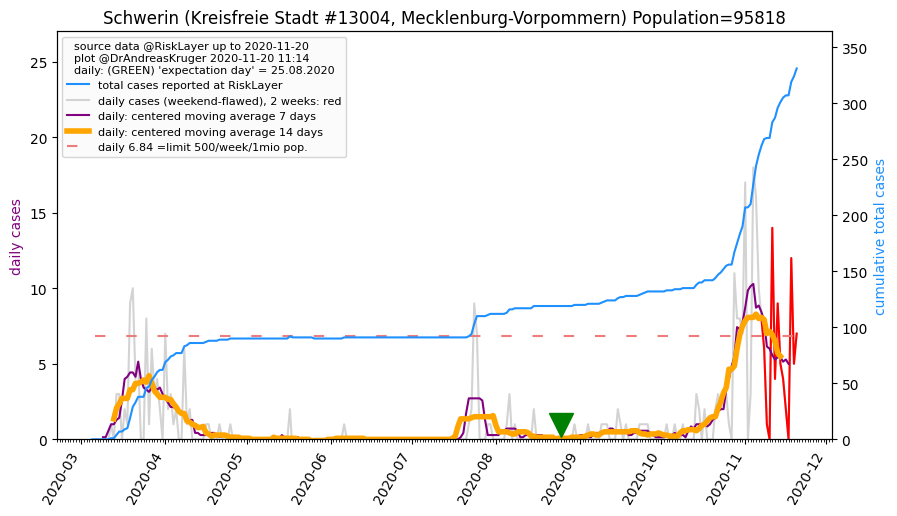 Schwerin (Kreisfreie Stadt #13004, Mecklenburg-Vorpommern) Population=95818
source data @RiskLayer up to 2020-11-20
plot @DrAndreasKruger 2020-11-20 11:14
daily: (GREEN) 'expectation day' = 25.08.2020
total cases reported at RiskLayer
daily cases (weekend-flawed), 2 weeks: red
daily: centered moving average 7 days
daily: centered moving average 14 days
daily 6.84 =limit 500/week/1mio pop.
daily cases
25
20
15
10
5
0
cumulative total cases
350
300
250
200
150
100
50
0
2020-03
2020-04
2020-05
2020-06
2020-07
2020-08
2020-09
2020-10
2020-11
2020-12